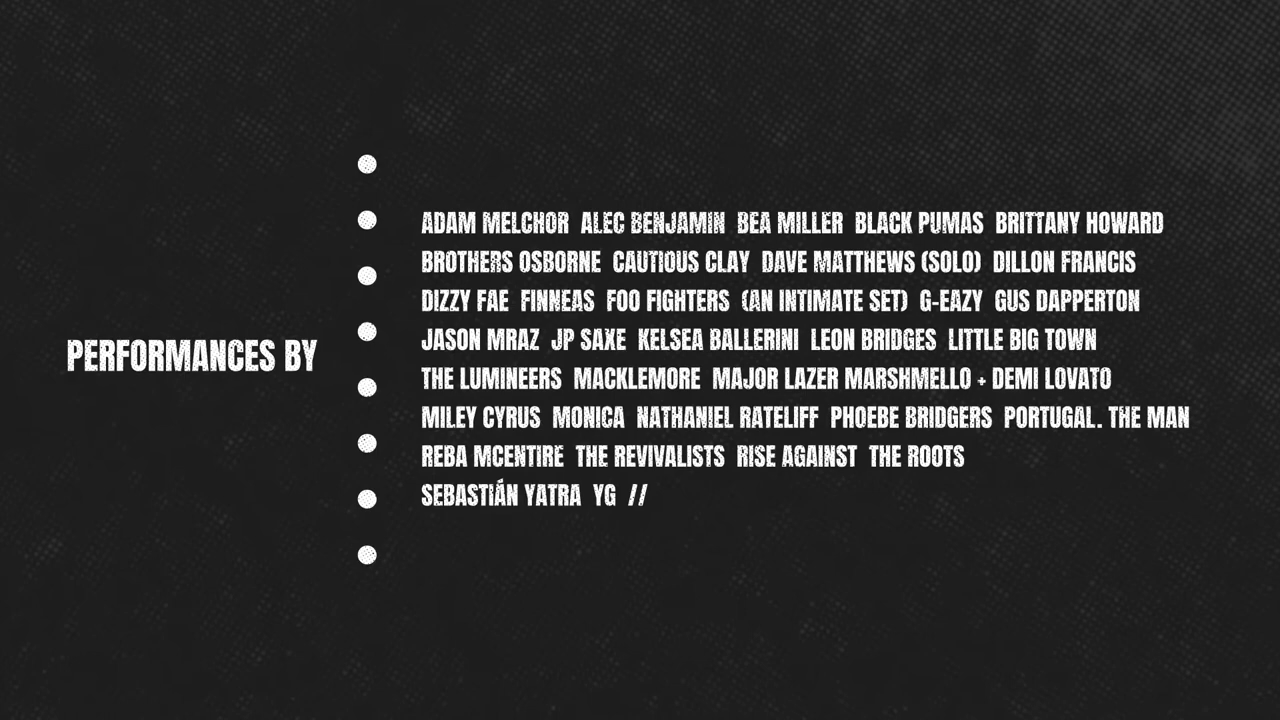 PERFORMANCES BY
ADAM MELCHOR ALEC BENJAMIN BEA MILLER BLACK PUMAS BRITTANY HOWARD
BROTHERS OSBORNE CAUTIOUS CLAY DAVE MATTHEWS (SOLO) DILLON FRANCIS
DIZZY FAE FINNEAS FOO FIGHTERS (AN INTIMATE SET) G-EAZY GUS DAPPERTON
JASON MRAZ JP SAXE KELSEA BALLERINI LEON BRIDGES LITTLE BIG TOWN
THE LUMINEERS MACKLEMORE MAJOR LAZER MARSHMELLO + DEMI LOVATO
MILEY CYRUS MONICA NATHANIEL RATELIFF PHOEBE BRIDGERS PORTUGAL. THE MAN
REBA MCENTIRE THE REVIVALISTS RISE AGAINST THE ROOTS
SEBASTIÁN YATRA YG //